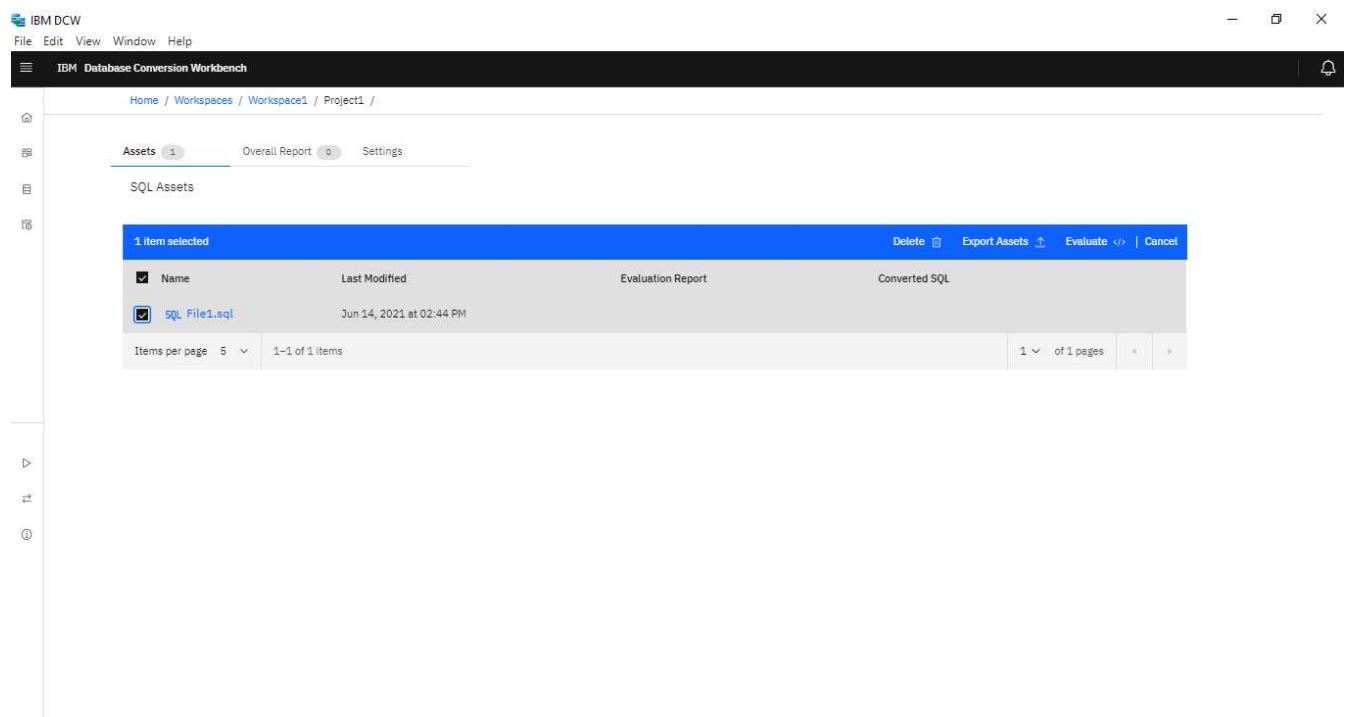 IBM DCW
File Edit View Window Help
IBM Database Conversion Workbench
Home / Workspaces / Workspace1 / Project1 /
Assets 1 Overall Report 0 Settings
SQL Assets
1 item selected Delete Export Assets Evaluate </> | Cancel
Name Last Modified Evaluation Report Converted SQL
SQL File1.sql Jun 14, 2021 at 02:44 PM
Items per page 5 1–1 of 1 items 1 of 1 pages